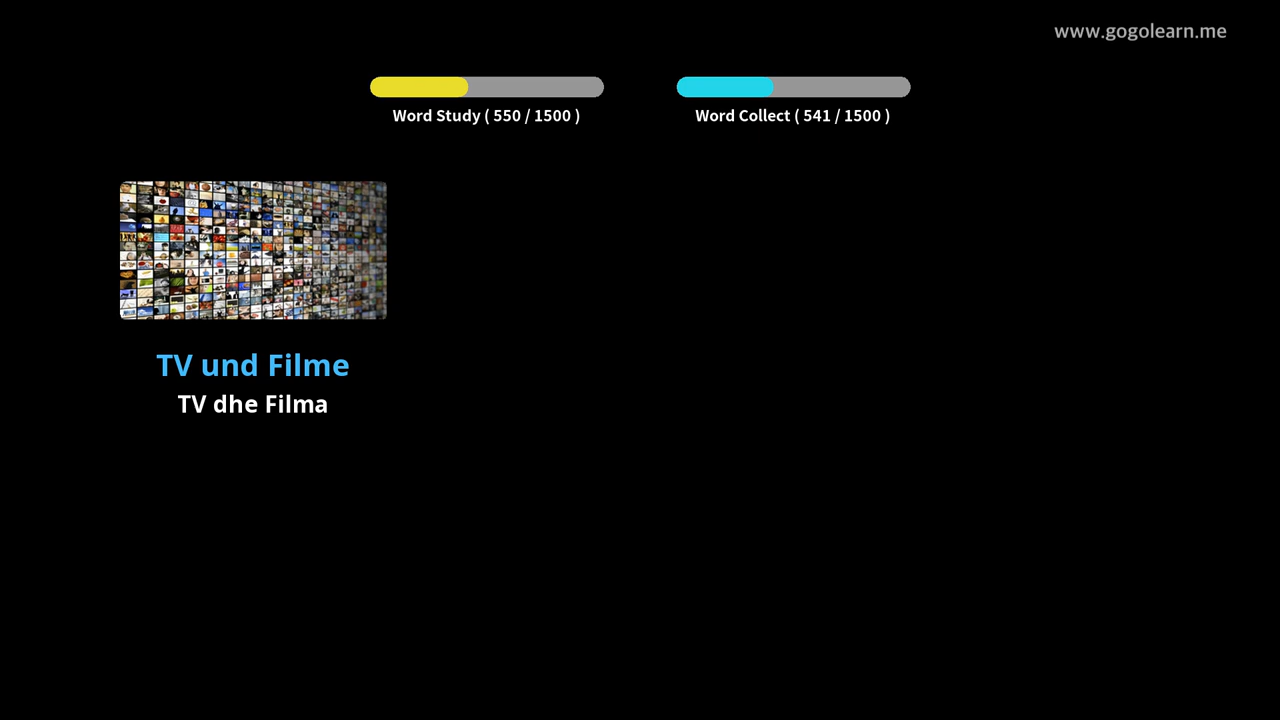 www.gogolearn.me
Word Study ( 550 / 1500 )
Word Collect ( 541 / 1500 )
TV und Filme
TV dhe Filma